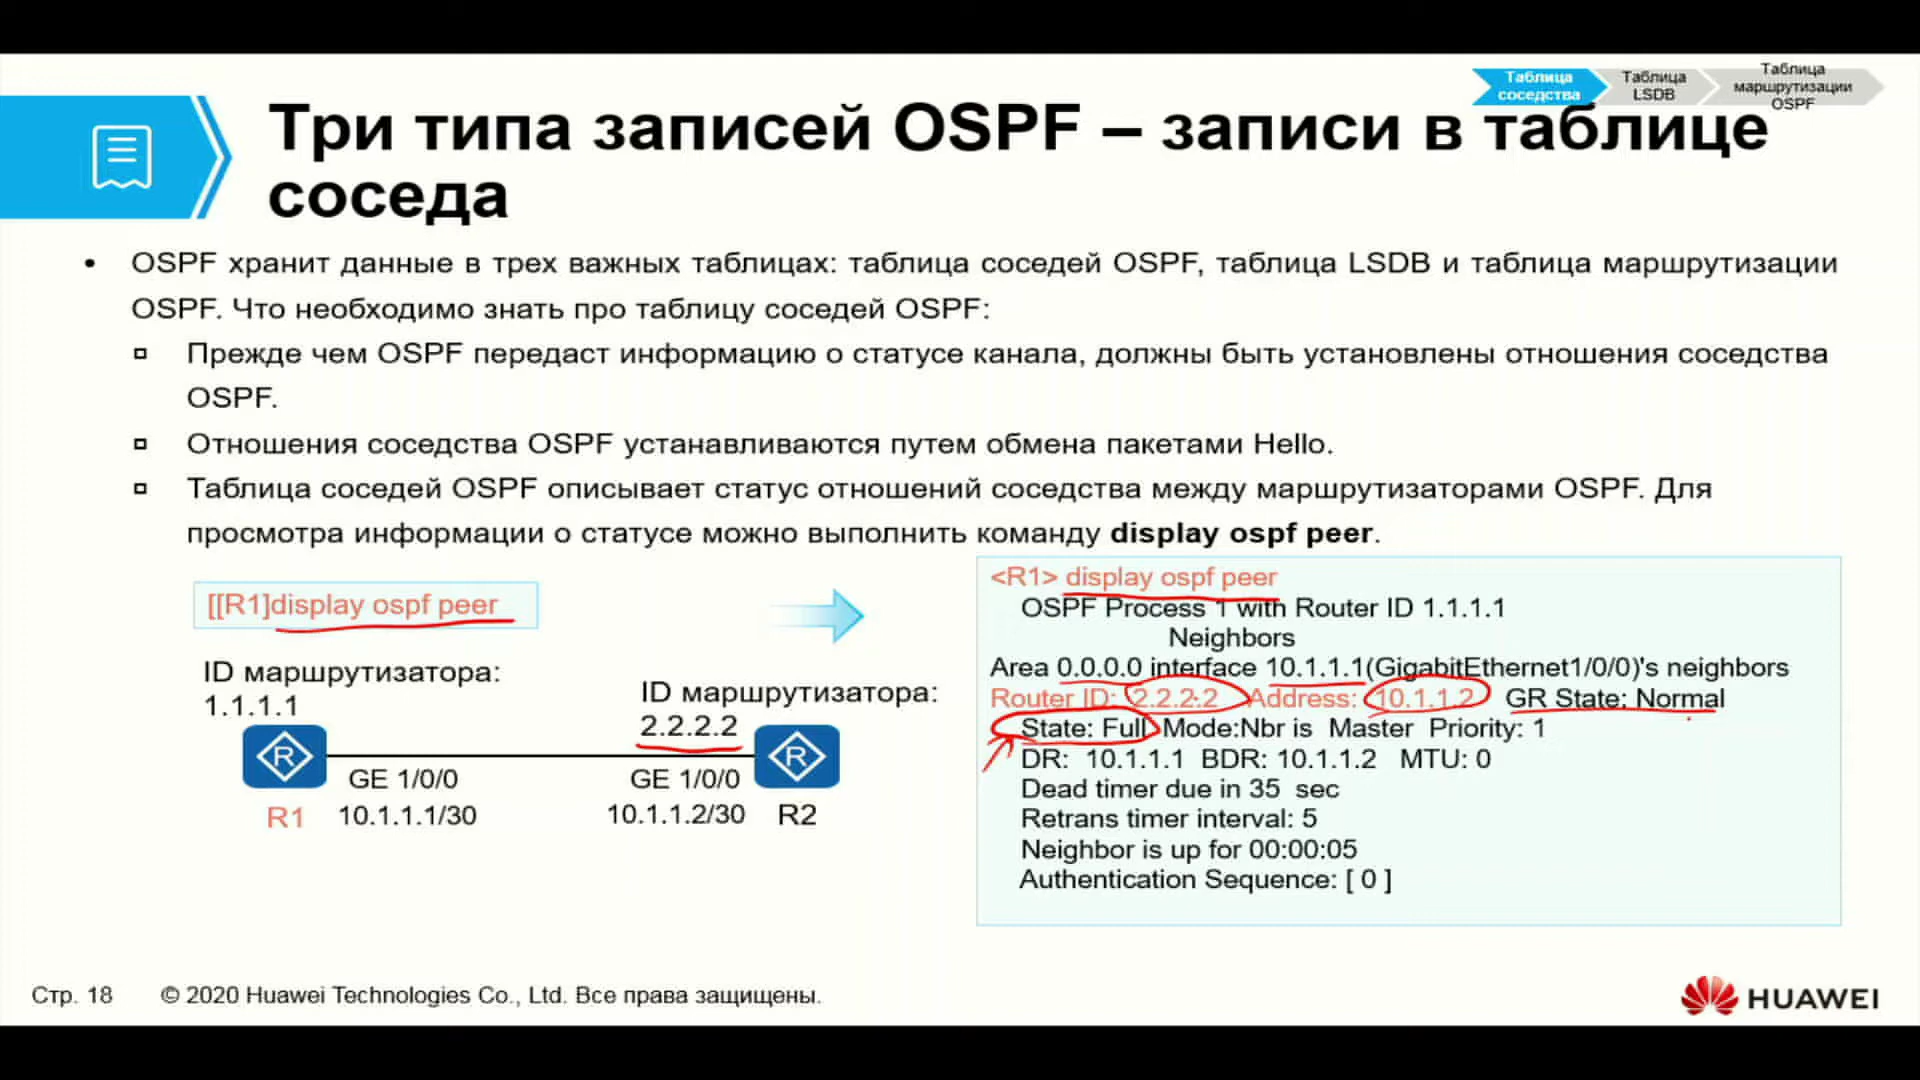 Таблица соседства
Таблица LSDB
Таблица маршрутизации OSPF
Три типа записей OSPF – записи в таблице
соседа
• OSPF хранит данные в трех важных таблицах: таблица соседей OSPF, таблица LSDB и таблица маршрутизации
OSPF. Что необходимо знать про таблицу соседей OSPF:
Прежде чем OSPF передаст информацию о статусе канала, должны быть установлены отношения соседства
OSPF.
Отношения соседства OSPF устанавливаются путем обмена пакетами Hello.
Таблица соседей OSPF описывает статус отношений соседства между маршрутизаторами OSPF. Для
просмотра информации о статусе можно выполнить команду display ospf peer.
[[R1]display ospf peer
ID маршрутизатора:
1.1.1.1
ID маршрутизатора:
2.2.2.2
R
R
GE 1/0/0
GE 1/0/0
R1
10.1.1.1/30
10.1.1.2/30
R2
<R1> display ospf peer
OSPF Process 1 with Router ID 1.1.1.1
Neighbors
Area 0.0.0.0 interface 10.1.1.1(GigabitEthernet1/0/0)'s neighbors
Router ID: 2.2.2.2 Address: 10.1.1.2 GR State: Normal
State: Full Mode:Nbr is Master Priority: 1
DR: 10.1.1.1 BDR: 10.1.1.2 MTU: 0
Dead timer due in 35 sec
Retrans timer interval: 5
Neighbor is up for 00:00:05
Authentication Sequence: [ 0 ]
Стр. 18
© 2020 Huawei Technologies Co., Ltd. Все права защищены.
HUAWEI